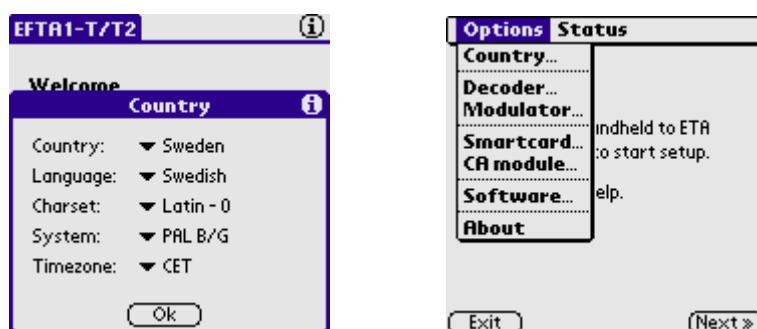 EFTA1-T/T2
Welcome
Country
Country: Sweden
Language: Swedish
Charset: Latin - 0
System: PAL B/G
Timezone: CET
Ok
Options Status
Country...
Decoder...
Modulator...
Smartcard...
CA module...
Software...
About
ndheld to ETA
to start setup.
elp.
Exit
Next »